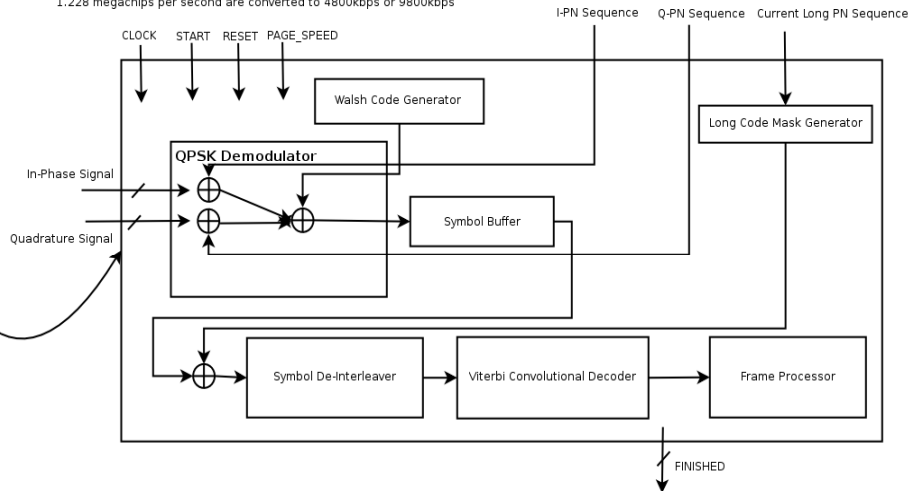 1.228 megachips per second are converted to 4800kbps or 9800kbps
I-PN Sequence
Q-PN Sequence
Current Long PN Sequence
CLOCK
START
RESET
PAGE_SPEED
Walsh Code Generator
Long Code Mask Generator
QPSK Demodulator
In-Phase Signal
Symbol Buffer
Quadrature Signal
Symbol De-Interleaver
Viterbi Convolutional Decoder
Frame Processor
FINISHED